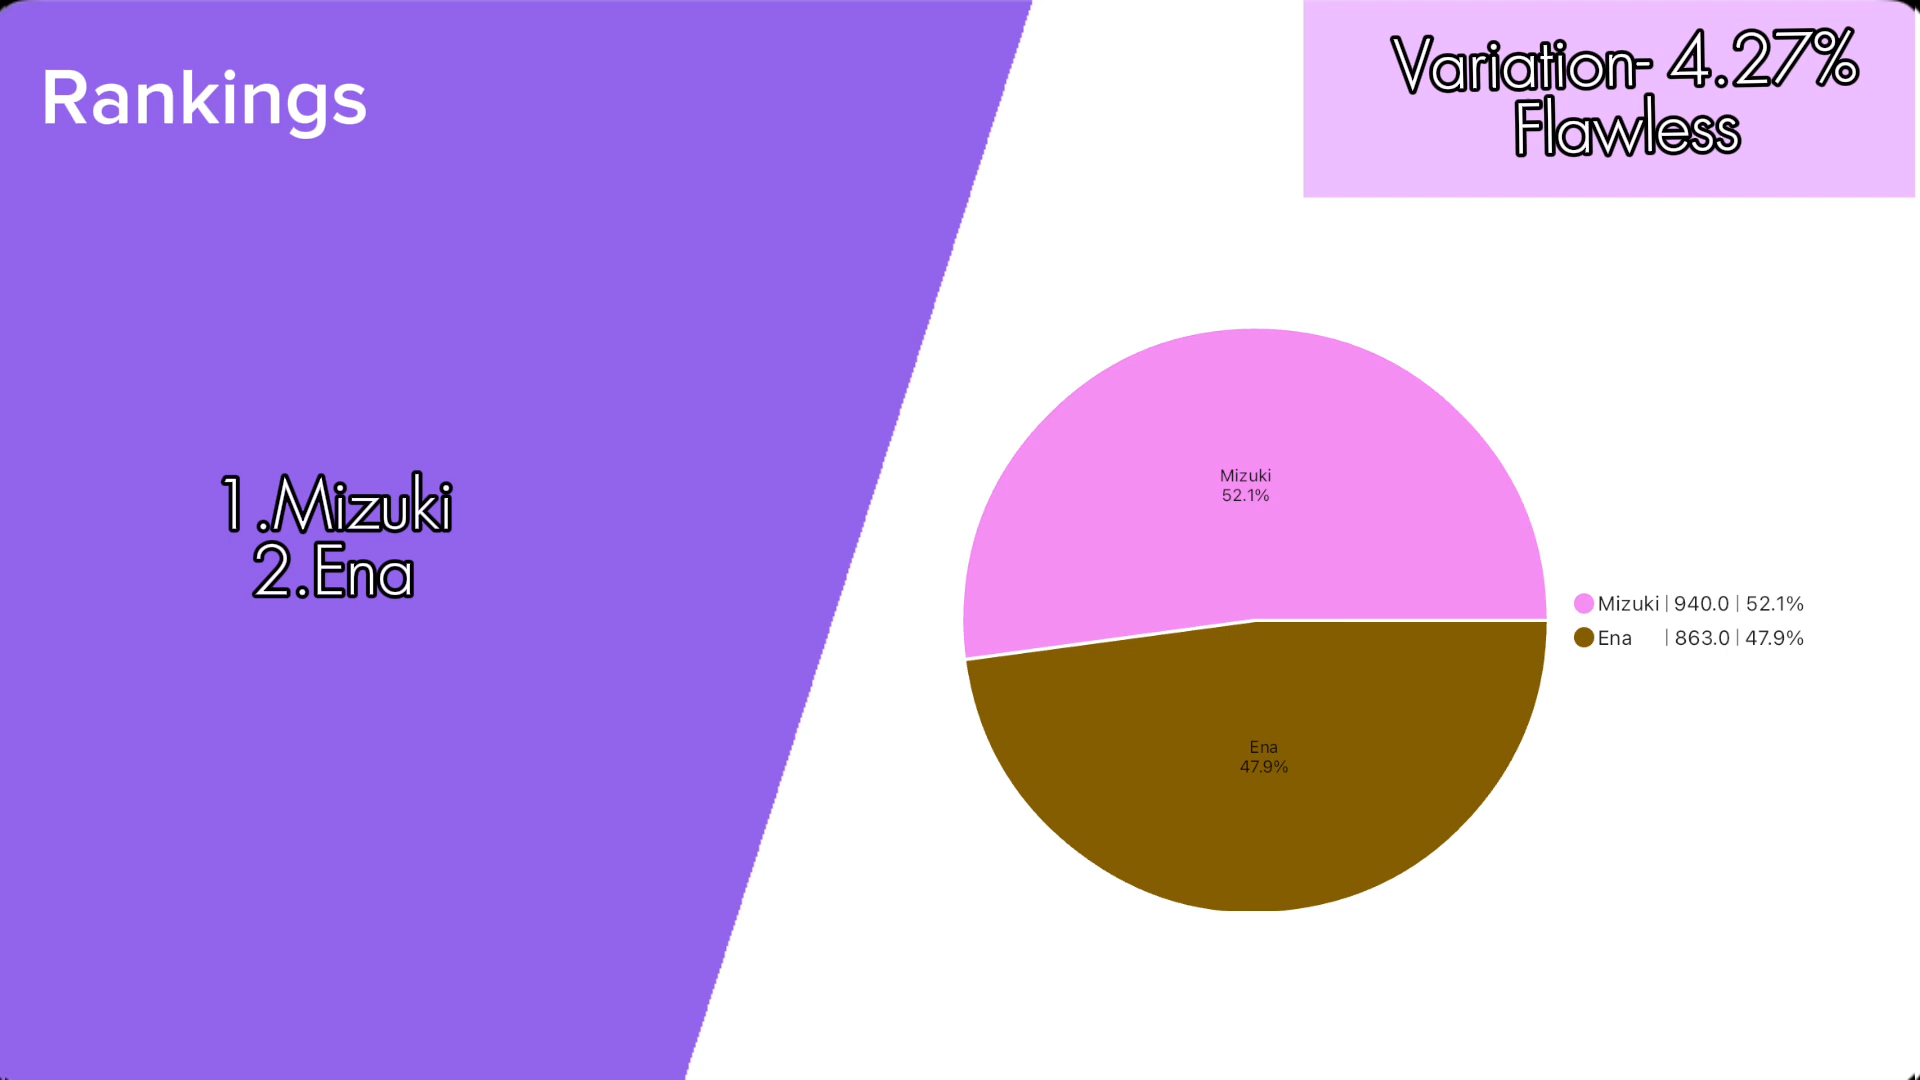 Rankings
Variation- 4.27%
Flawless
1.Mizuki
2.Ena
Mizuki
52.1%
Ena
47.9%
Mizuki | 940.0 | 52.1%
Ena | 863.0 | 47.9%